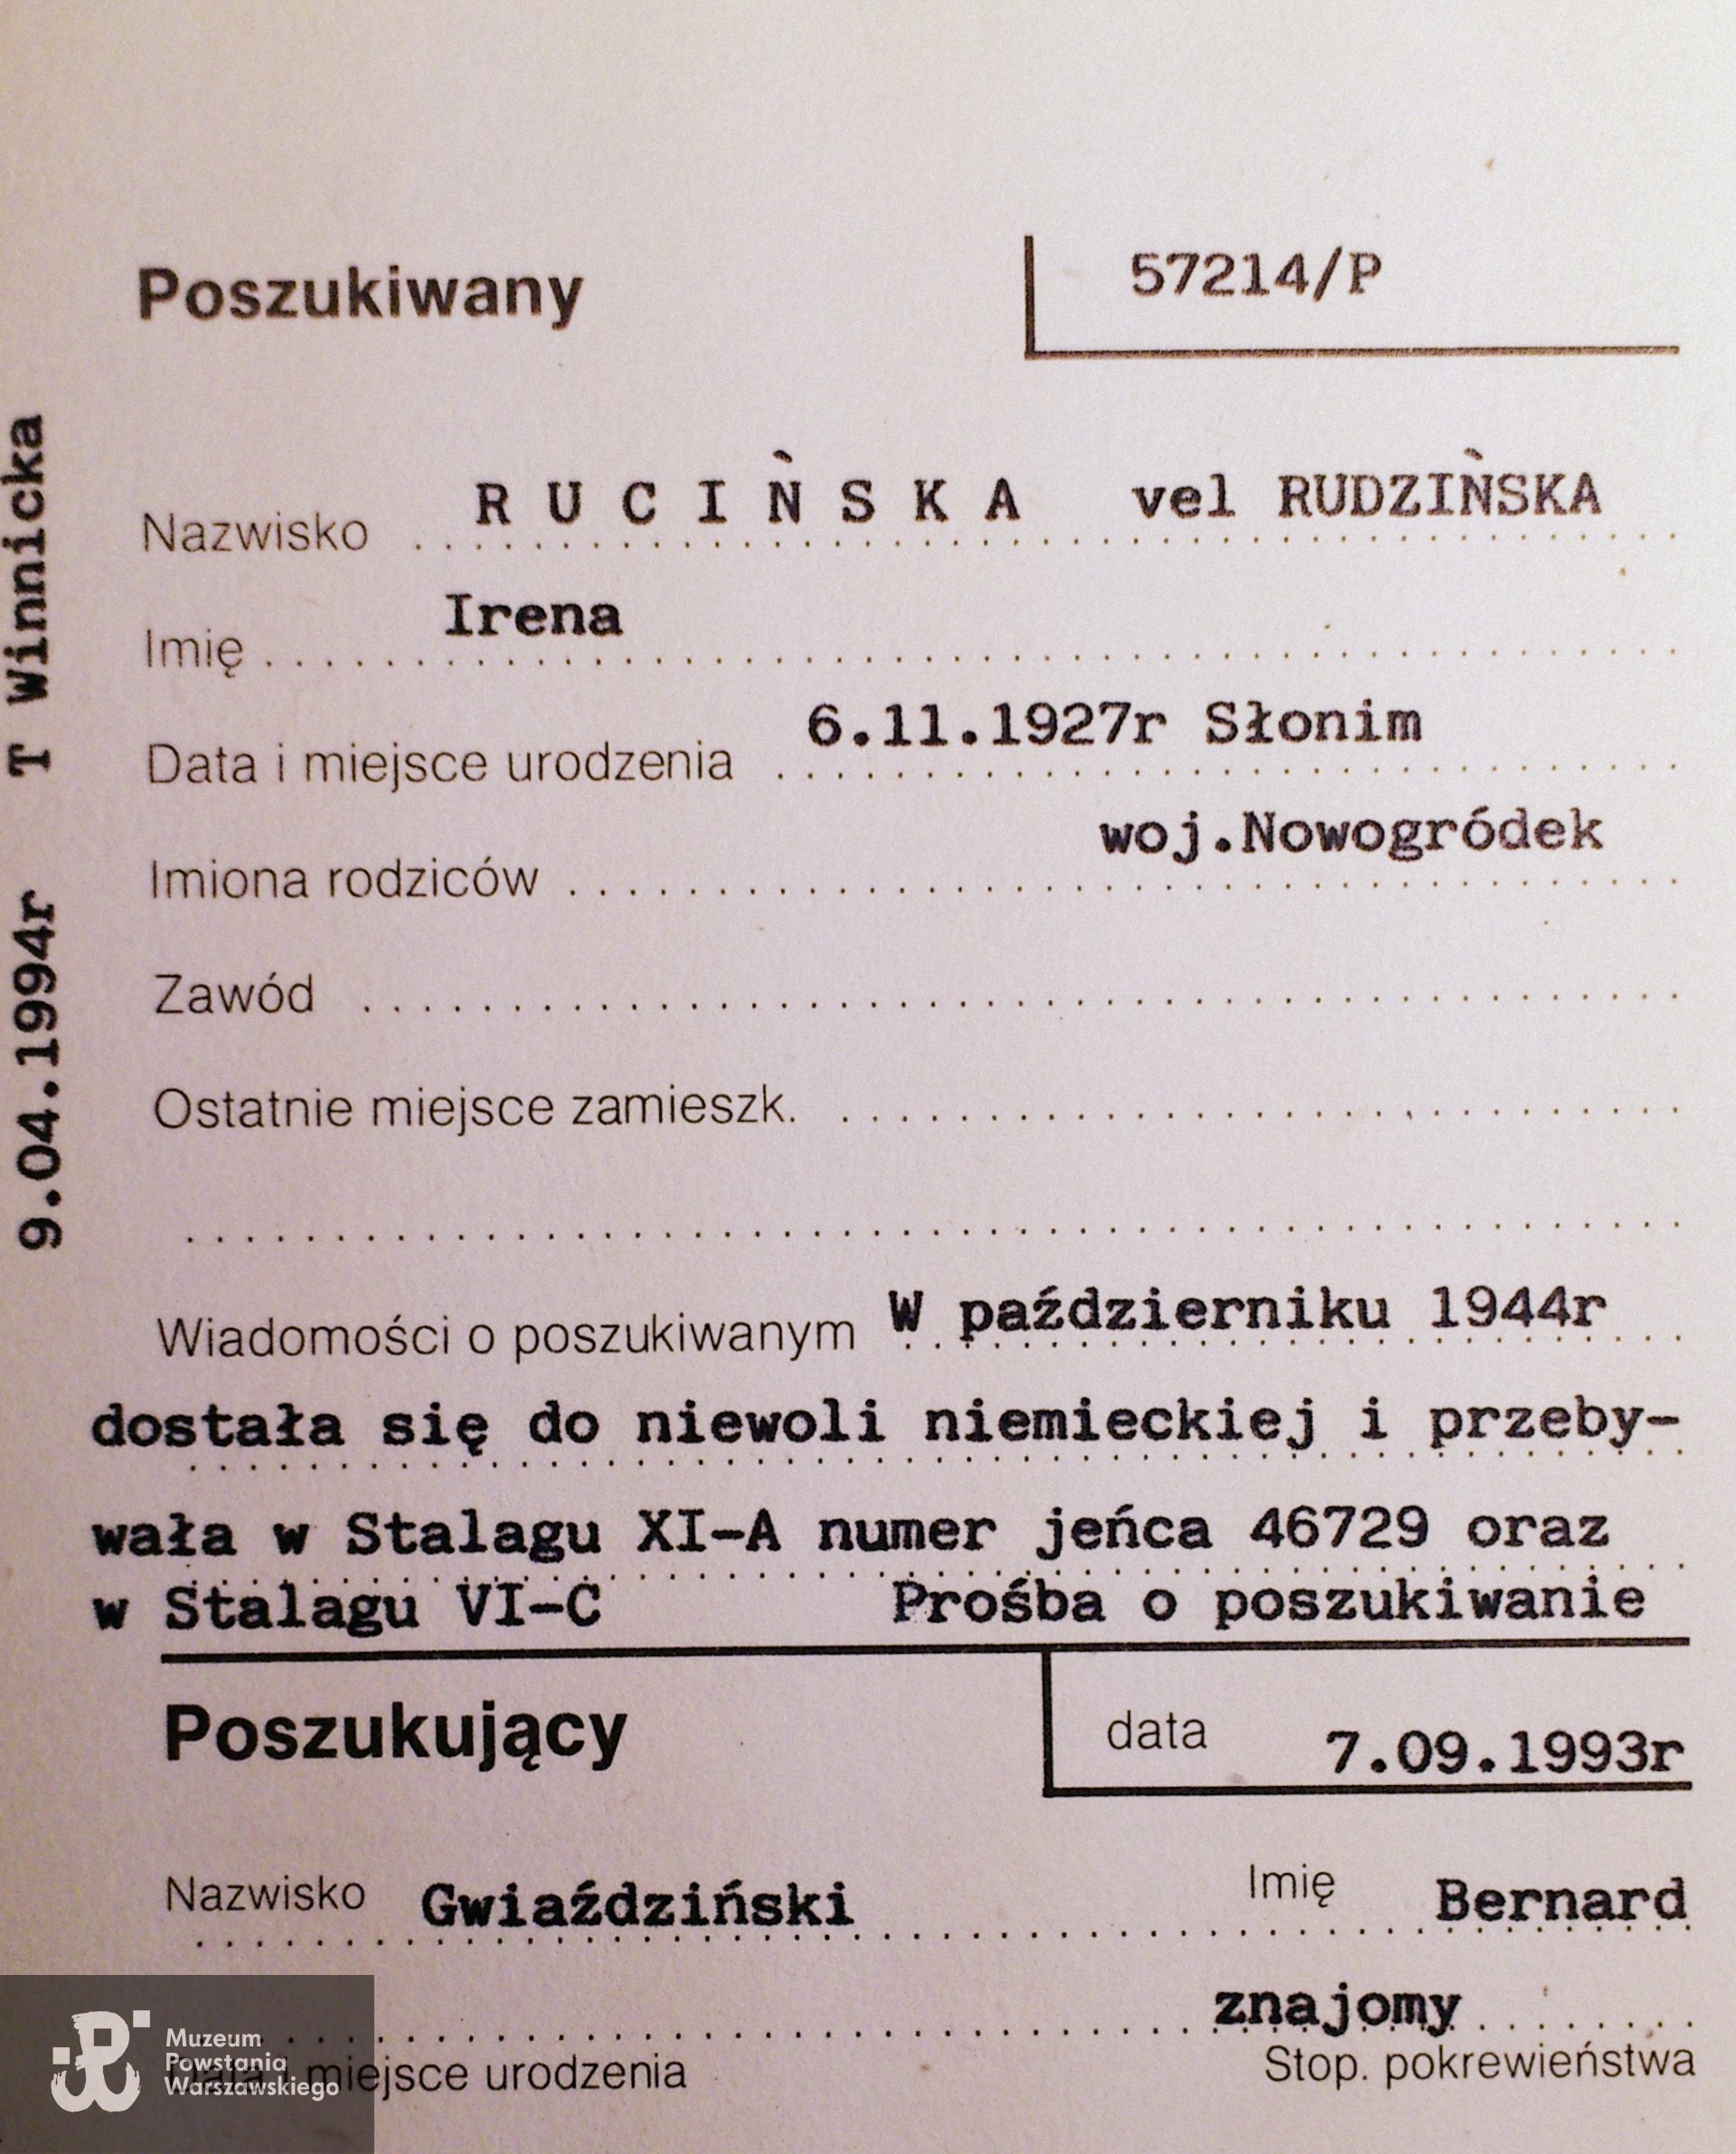 Poszukiwany 57214/P
Nazwisko RUCIŃSKA vel RUDZIŃSKA
Imię Irena
Data i miejsce urodzenia 6.11.1927r Słonim
woj.Nowogródek
Imiona rodziców
Zawód
Ostatnie miejsce zamieszk.
Wiadomości o poszukiwanym W październiku 1944r
dostała się do niewoli niemieckiej i przeby-
wała w Stalagu XI-A numer jeńca 46729 oraz
w Stalagu VI-C Prośba o poszukiwanie
Poszukujący data 7.09.1993r
Nazwisko Gwiaździński Imię Bernard
znajomy
Data i miejsce urodzenia Stop. pokrewieństwa
9.04.1994r T Winnicka
Muzeum
Powstania
Warszawskiego